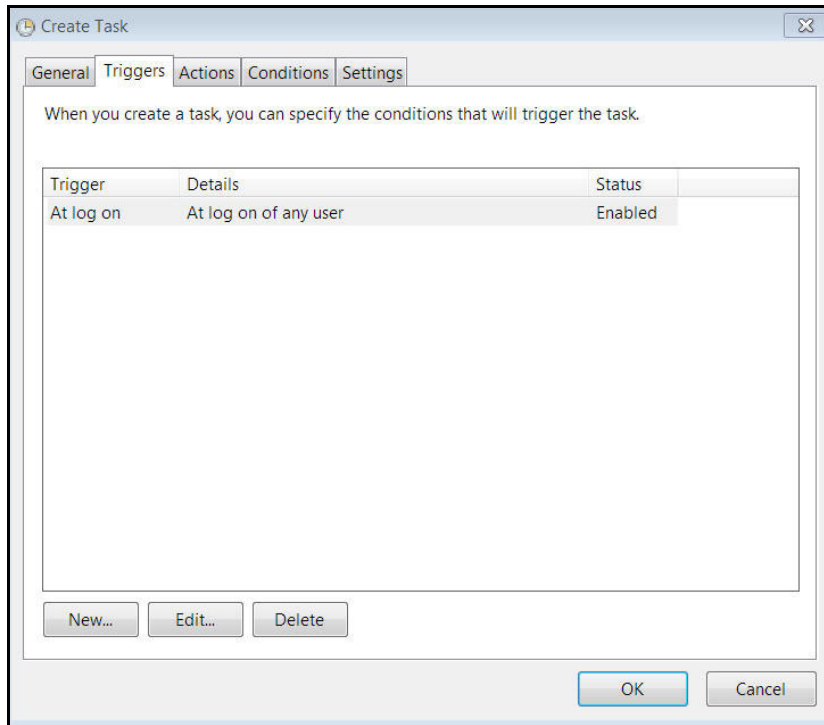 Create Task
General Triggers Actions Conditions Settings
When you create a task, you can specify the conditions that will trigger the task.
Trigger Details Status
At log on At log on of any user Enabled
New... Edit... Delete
OK Cancel